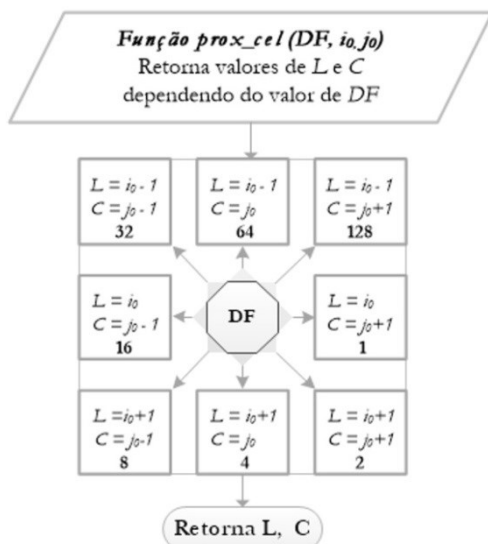 Função prox_cel (DF, i₀, j₀)
Retorna valores de L e C
dependendo do valor de DF
L = i₀ - 1
C = j₀ - 1
32
L = i₀ - 1
C = j₀
64
L = i₀ - 1
C = j₀+1
128
L = i₀
C = j₀ - 1
16
DF
L = i₀
C = j₀+1
1
L =i₀+1
C = j₀-1
8
L = i₀+1
C = j₀
4
L = i₀+1
C = j₀+1
2
Retorna L, C